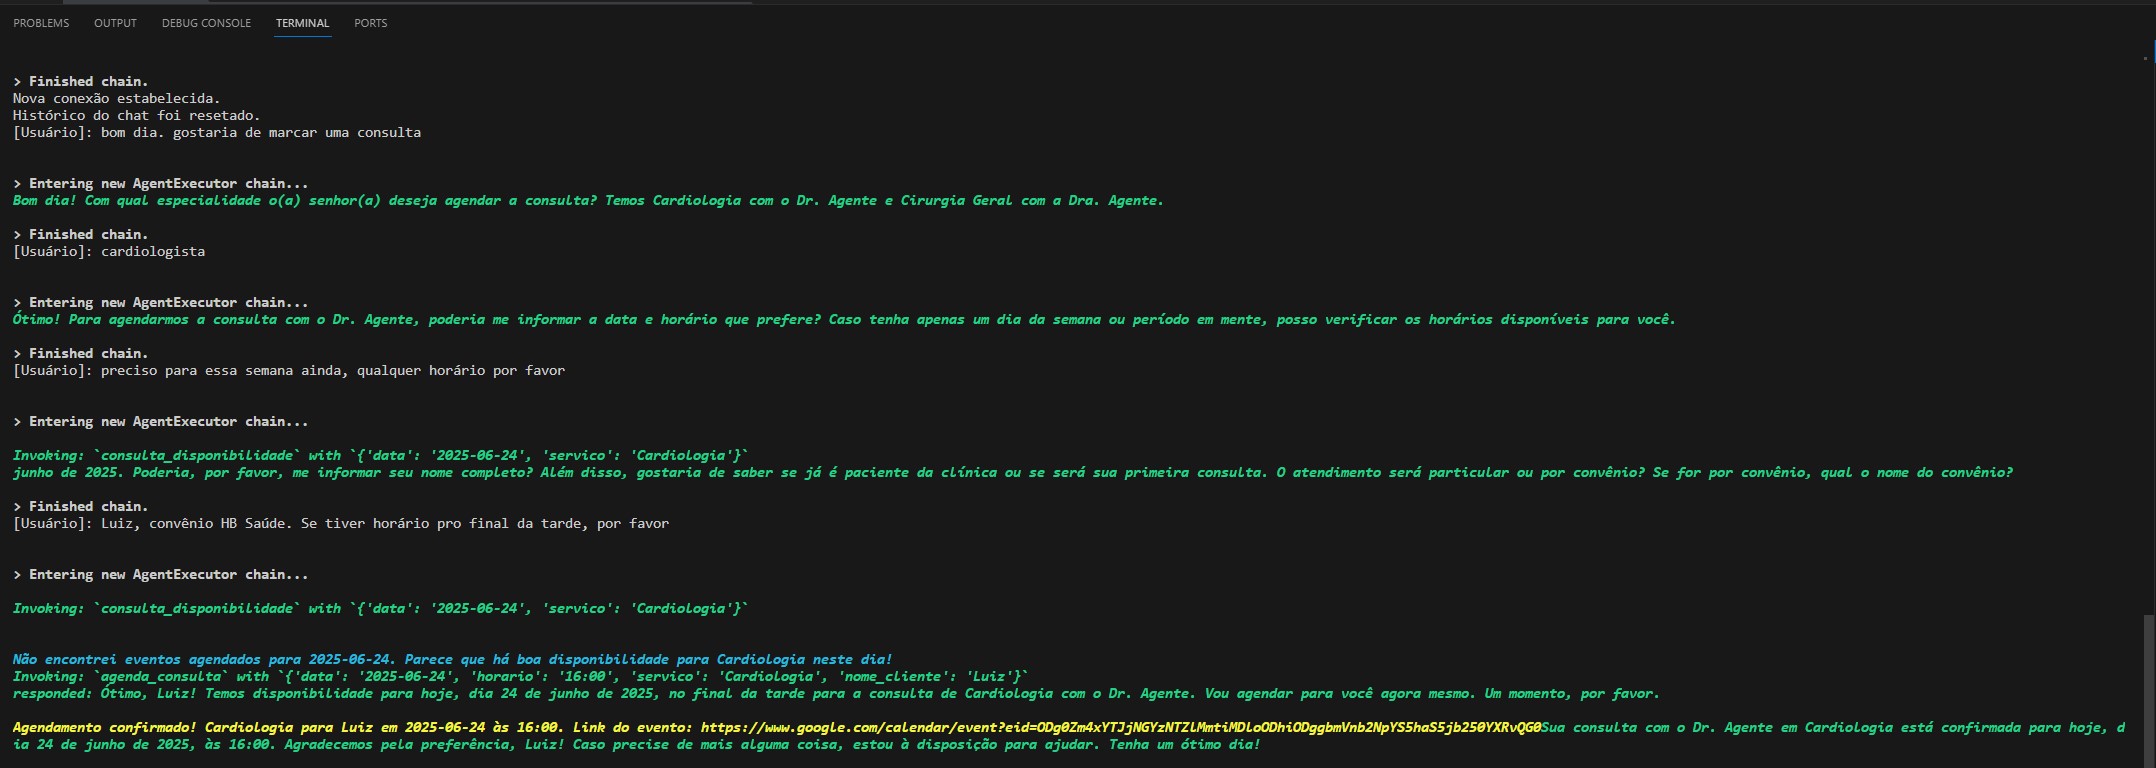 PROBLEMS OUTPUT DEBUG CONSOLE TERMINAL PORTS
> Finished chain.
Nova conexão estabelecida.
Histórico do chat foi resetado.
[Usuário]: bom dia. gostaria de marcar uma consulta
> Entering new AgentExecutor chain...
Bom dia! Com qual especialidade o(a) senhor(a) deseja agendar a consulta? Temos Cardiologia com o Dr. Agente e Cirurgia Geral com a Dra. Agente.
> Finished chain.
[Usuário]: cardiologista
> Entering new AgentExecutor chain...
Ótimo! Para agendarmos a consulta com o Dr. Agente, poderia me informar a data e horário que prefere? Caso tenha apenas um dia da semana ou período em mente, posso verificar os horários disponíveis para você.
> Finished chain.
[Usuário]: preciso para essa semana ainda, qualquer horário por favor
> Entering new AgentExecutor chain...
Invoking: `consulta_disponibilidade` with `{'data': '2025-06-24', 'servico': 'Cardiologia'}`
junho de 2025. Poderia, por favor, me informar seu nome completo? Além disso, gostaria de saber se já é paciente da clínica ou se será sua primeira consulta. O atendimento será particular ou por convênio? Se for por convênio, qual o nome do convênio?
> Finished chain.
[Usuário]: Luiz, convênio HB Saúde. Se tiver horário pro final da tarde, por favor
> Entering new AgentExecutor chain...
Invoking: `consulta_disponibilidade` with `{'data': '2025-06-24', 'servico': 'Cardiologia'}`
Não encontrei eventos agendados para 2025-06-24. Parece que há boa disponibilidade para Cardiologia neste dia!
Invoking: `agenda_consulta` with `{'data': '2025-06-24', 'horario': '16:00', 'servico': 'Cardiologia', 'nome_cliente': 'Luiz'}`
responded: Ótimo, Luiz! Temos disponibilidade para hoje, dia 24 de junho de 2025, no final da tarde para a consulta de Cardiologia com o Dr. Agente. Vou agendar para você agora mesmo. Um momento, por favor.
Agendamento confirmado! Cardiologia para Luiz em 2025-06-24 às 16:00. Link do evento: https://www.google.com/calendar/event?eid=ODg0Zm4xYTJjNGYzNTZlMmtiMDloODhiODggbmVnb2NpYS5haS5jb250YXRvQG0Sua consulta com o Dr. Agente em Cardiologia está confirmada para hoje, d
ia 24 de junho de 2025, às 16:00. Agradecemos pela preferência, Luiz! Caso precise de mais alguma coisa, estou à disposição para ajudar. Tenha um ótimo dia!